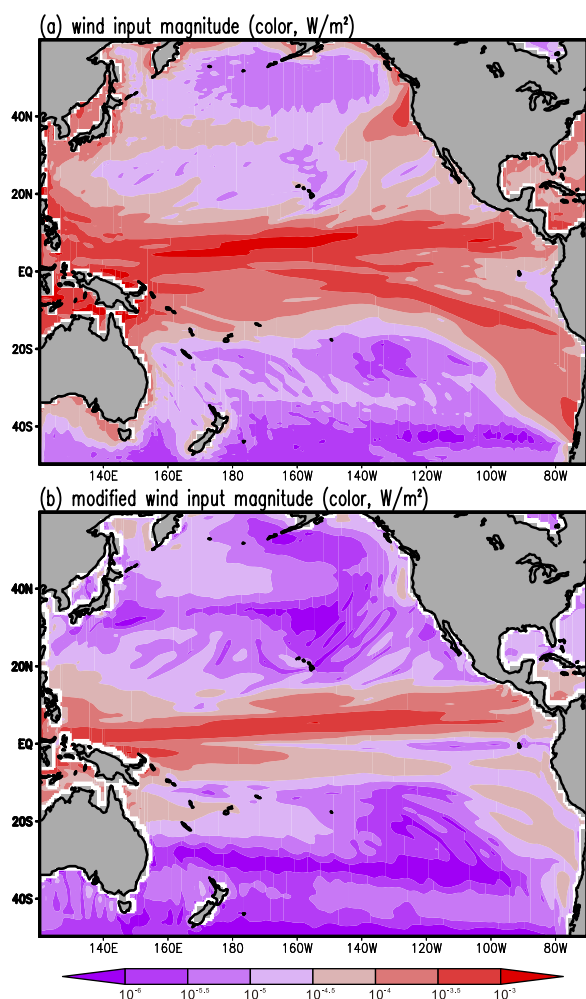 (a) wind input magnitude (color, W/m²)
40N
20N
EQ
20S
40S
140E 160E 180 160W 140W 120W 100W 80W
(b) modified wind input magnitude (color, W/m²)
40N
20N
EQ
20S
40S
140E 160E 180 160W 140W 120W 100W 80W
10⁻⁶ 10⁻⁵·⁵ 10⁻⁵ 10⁻⁴·⁵ 10⁻⁴ 10⁻³·⁵ 10⁻³